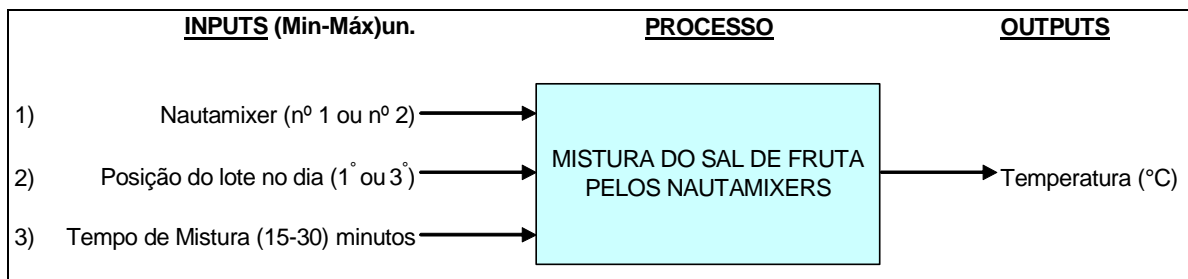 INPUTS (Min-Máx)un. PROCESSO OUTPUTS
1) Nautamixer (nº 1 ou nº 2)
2) Posição do lote no dia (1° ou 3°)
MISTURA DO SAL DE FRUTA
PELOS NAUTAMIXERS
Temperatura (°C)
3) Tempo de Mistura (15-30) minutos